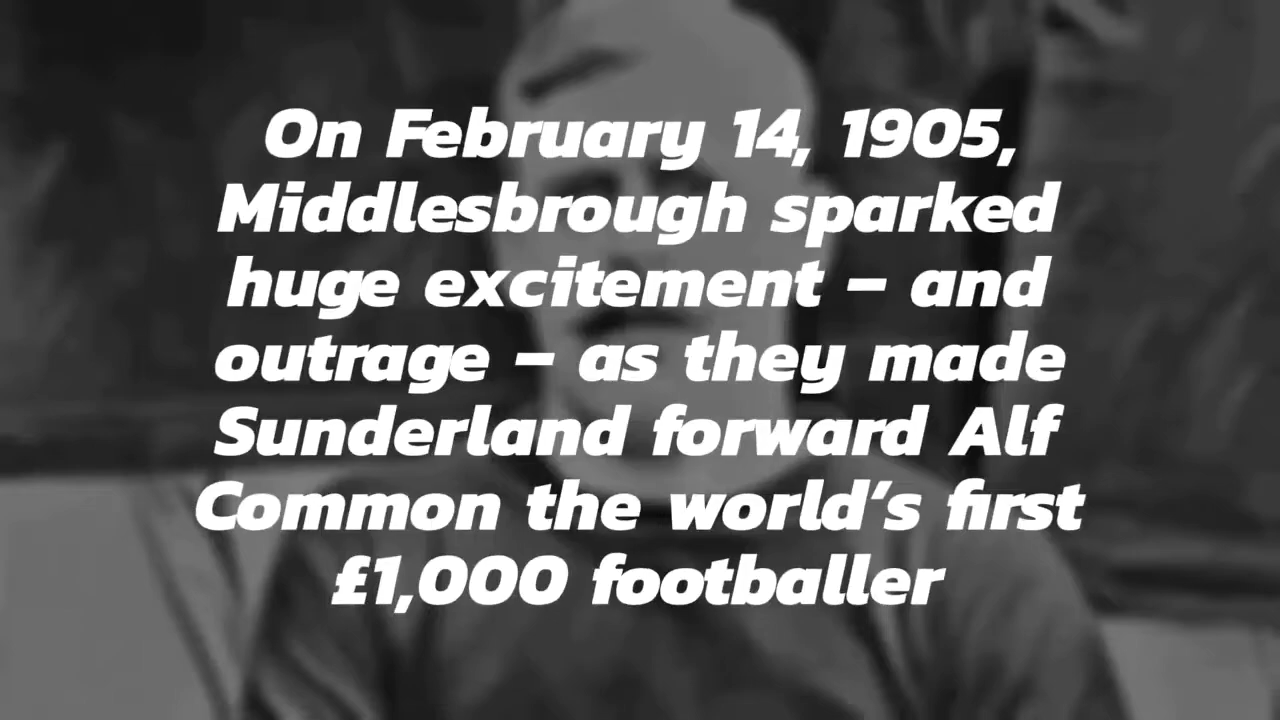 On February 14, 1905,
Middlesbrough sparked
huge excitement – and
outrage – as they made
Sunderland forward Alf
Common the world’s first
£1,000 footballer